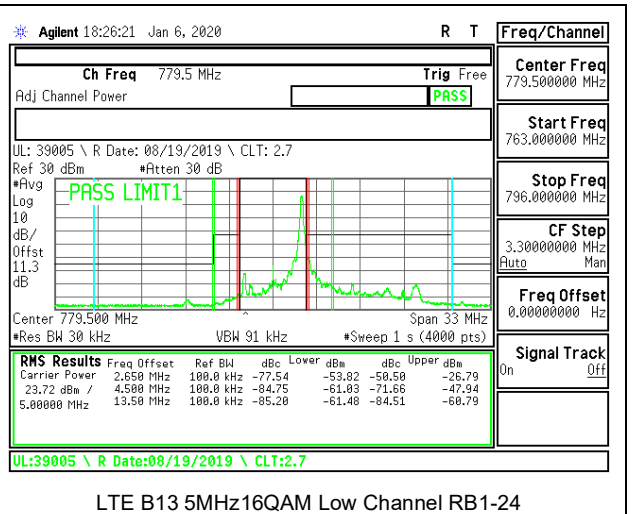 Agilent 18:26:21 Jan 6, 2020 R T
Ch Freq 779.5 MHz Trig Free
Adj Channel Power PASS
UL: 39005 \ R Date: 08/19/2019 \ CLT: 2.7
Ref 30 dBm #Atten 30 dB
#Avg
Log
10
dB/
Offst
11.3
dB
PASS LIMIT1
Center 779.500 MHz Span 33 MHz
#Res BW 30 kHz VBW 91 kHz #Sweep 1 s (4000 pts)
RMS Results Freq Offset Ref BW dBc Lower dBm dBc Upper dBm
Carrier Power 2.650 MHz 100.0 kHz -77.54 -53.82 -50.50 -26.79
23.72 dBm / 4.500 MHz 100.0 kHz -84.75 -61.03 -71.66 -47.94
5.00000 MHz 13.50 MHz 100.0 kHz -85.20 -61.48 -84.51 -60.79
UL:39005 \ R Date:08/19/2019 \ CLT:2.7
Freq/Channel
Center Freq
779.500000 MHz
Start Freq
763.000000 MHz
Stop Freq
796.000000 MHz
CF Step
3.30000000 MHz
Auto Man
Freq Offset
0.00000000 Hz
Signal Track
On Off
LTE B13 5MHz16QAM Low Channel RB1-24